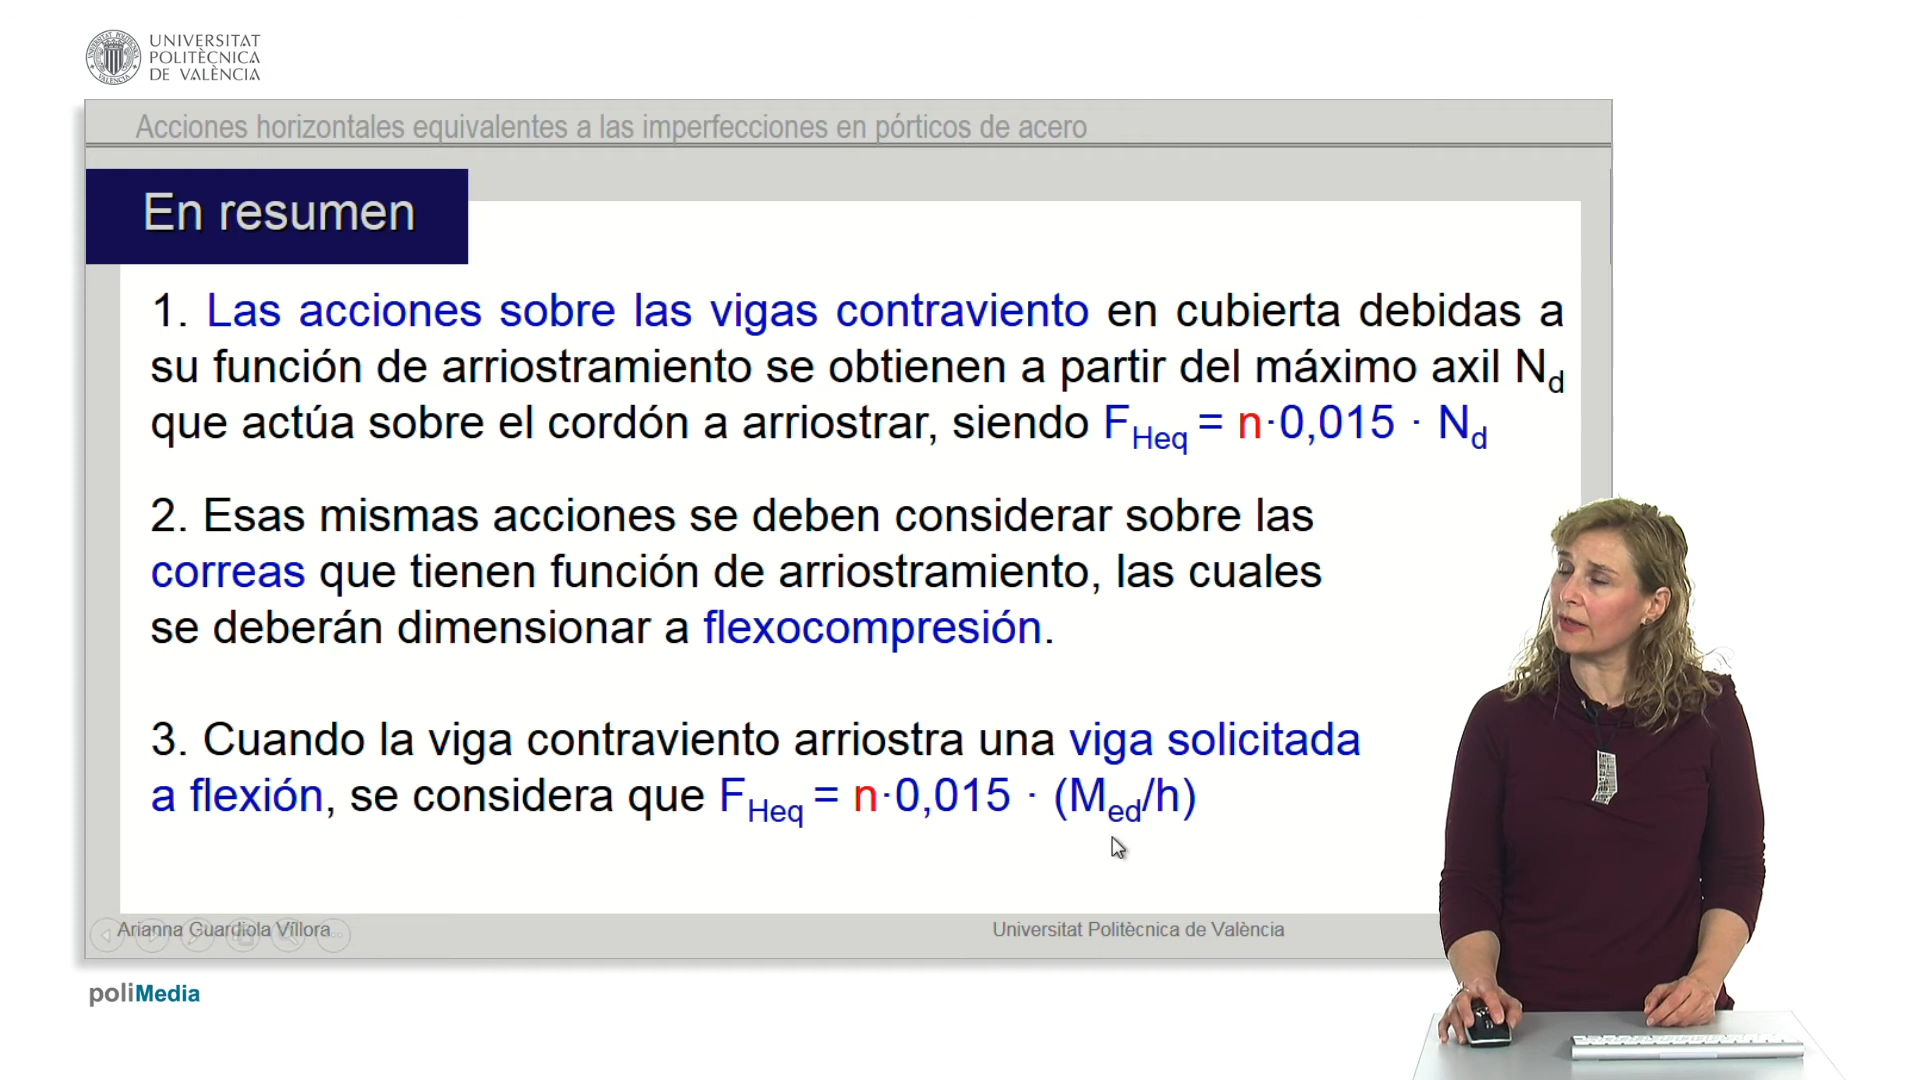 UNIVERSITAT
POLITÈCNICA
DE VALÈNCIA
Acciones horizontales equivalentes a las imperfecciones en pórticos de acero
En resumen
1. Las acciones sobre las vigas contraviento en cubierta debidas a
su función de arriostramiento se obtienen a partir del máximo axil Nd
que actúa sobre el cordón a arriostrar, siendo FHeq = n·0,015 · Nd
2. Esas mismas acciones se deben considerar sobre las
correas que tienen función de arriostramiento, las cuales
se deberán dimensionar a flexocompresión.
3. Cuando la viga contraviento arriostra una viga solicitada
a flexión, se considera que FHeq = n·0,015 · (Med/h)
Arianna Guardiola Víllora
Universitat Politècnica de València
poliMedia